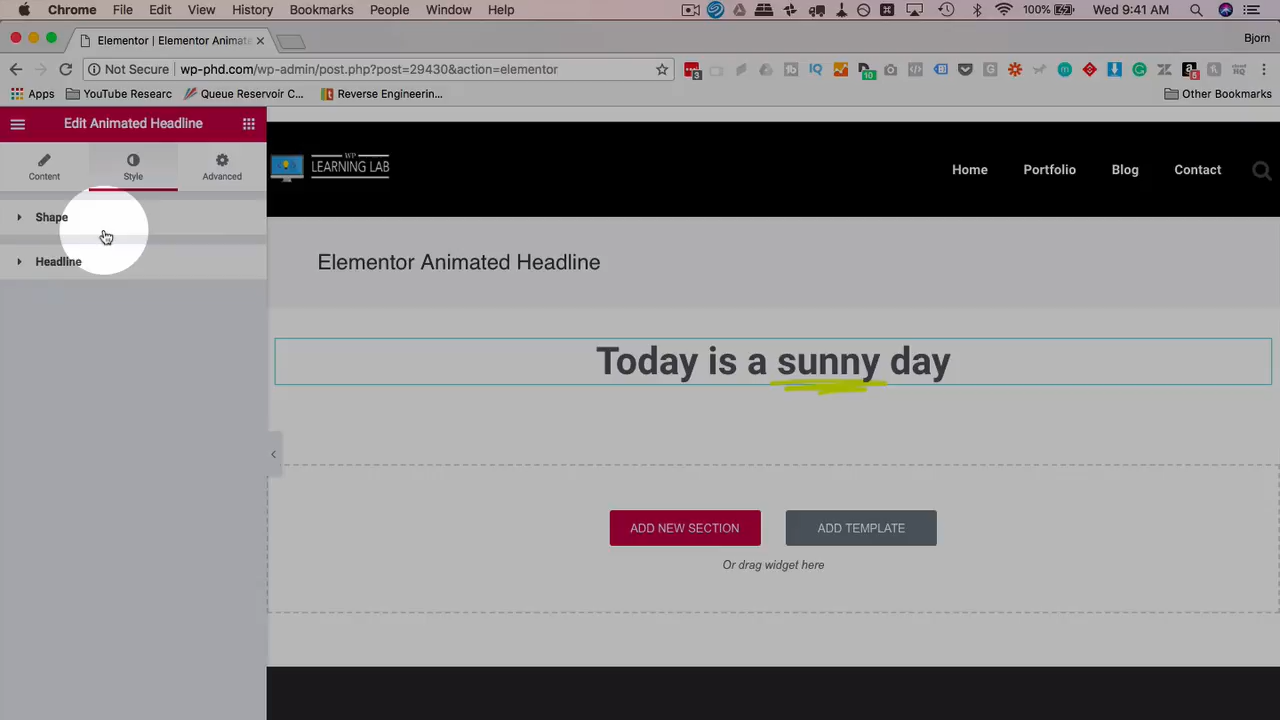 Chrome File Edit View History Bookmarks People Window Help 100% Wed 9:41 AM
Elementor | Elementor Animat
Bjorn
Not Secure wp-phd.com/wp-admin/post.php?post=29430&action=elementor
Apps YouTube Researc Queue Reservoir C... Reverse Engineerin... Other Bookmarks
Edit Animated Headline
Content Style Advanced
Shape
Headline
WP
LEARNING LAB
Home Portfolio Blog Contact
Elementor Animated Headline
Today is a sunny day
ADD NEW SECTION ADD TEMPLATE
Or drag widget here